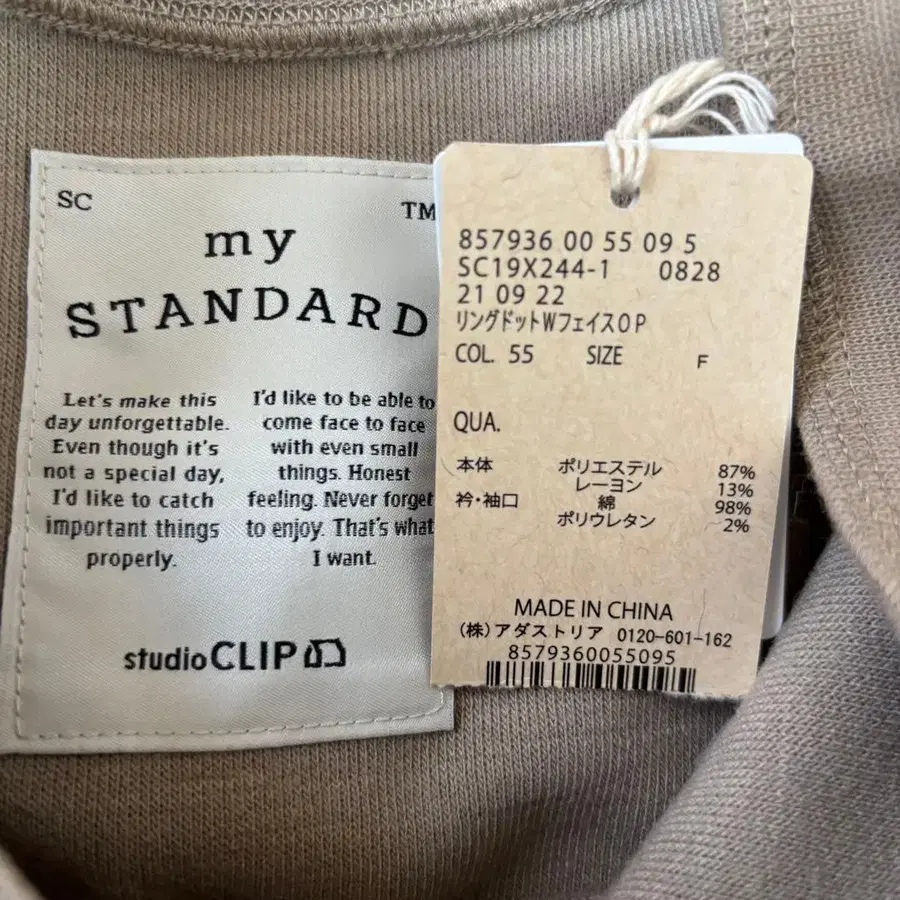 SC
TM
my
STANDARD
Let's make this
day unforgettable.
Even though it's
not a special day,
I'd like to catch
important things
properly.
I'd like to be able to
come face to face
with even small
things. Honest
feeling. Never forget
to enjoy. That's what
I want.
studioCLIP
857936 00 55 09 5
SC19X244-1 0828
21 09 22
リングドットWフェイスOP
COL. 55 SIZE F
QUA.
本体 ポリエステル 87%
レーヨン 13%
衿・袖口 綿 98%
ポリウレタン 2%
MADE IN CHINA
(株)アダストリア 0120-601-162
8579360055095